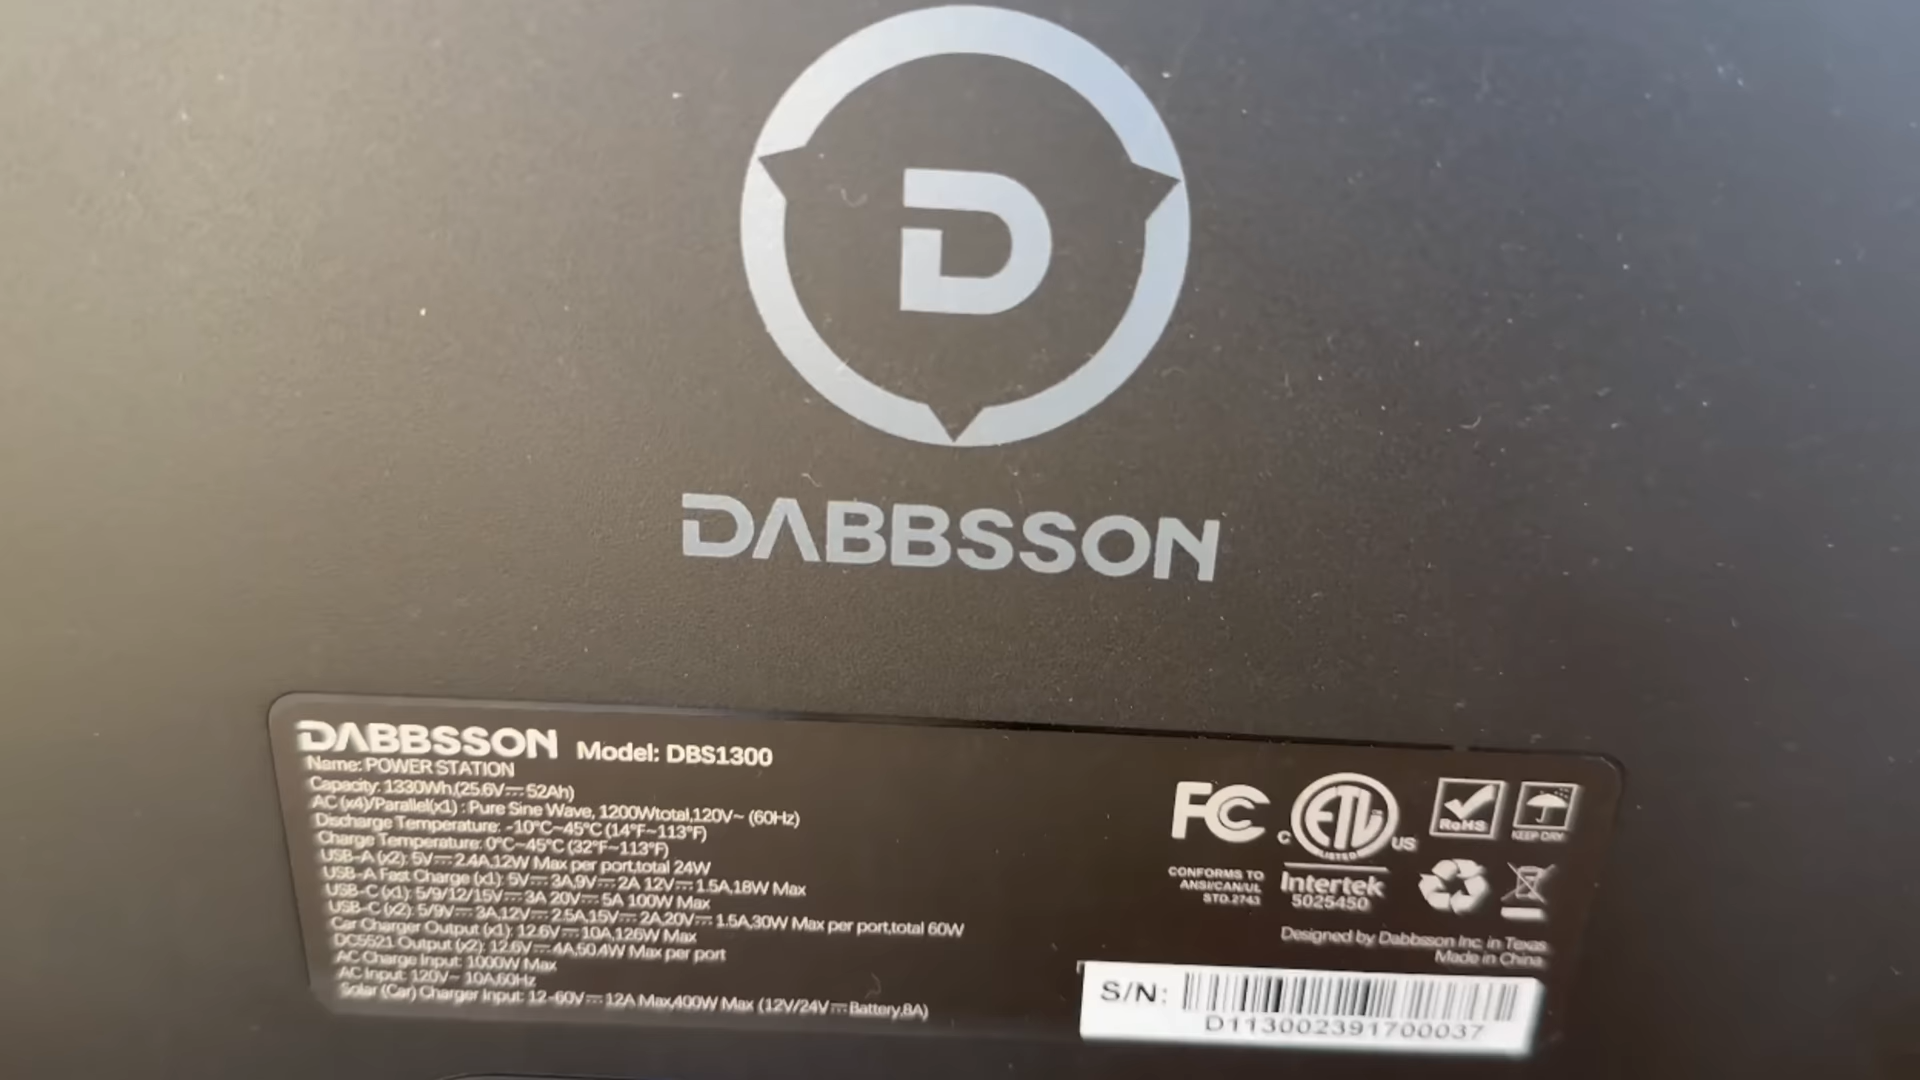 D
DABBSSON
DABBSSON Model: DBS1300
Name: POWER STATION
Capacity: 1330Wh,(25.6V⎓52Ah)
AC (x4)/Parallel(x1) : Pure Sine Wave, 1200Wtotal,120V~ (60Hz)
Discharge Temperature: -10°C~45°C (14°F~113°F)
Charge Temperature: 0°C~45°C (32°F~113°F)
USB-A (x2): 5V⎓2.4A,12W Max per port,total 24W
USB-A Fast Charge (x1): 5V⎓3A,9V⎓2A 12V⎓1.5A,18W Max
USB-C (x1): 5/9/12/15V⎓3A 20V⎓5A 100W Max
USB-C (x2): 5/9V⎓3A,12V⎓2.5A,15V⎓2A,20V⎓1.5A,30W Max per port,total 60W
Car Charger Output (x1): 12.6V⎓10A,126W Max
DC5521 Output (x2): 12.6V⎓4A,50.4W Max per port
AC Charge Input: 1000W Max
AC Input: 120V~ 10A,60Hz
Solar (Car) Charger Input: 12-60V⎓12A Max,400W Max (12V/24V⎓Battery,8A)
FC
C ETL US
LISTED
RoHS
KEEP DRY
CONFORMS TO
ANSI/CAN/UL
STD.2743
Intertek
5025450
Designed by Dabbsson Inc. in Texas
Made in China
S/N:
D113002391700037